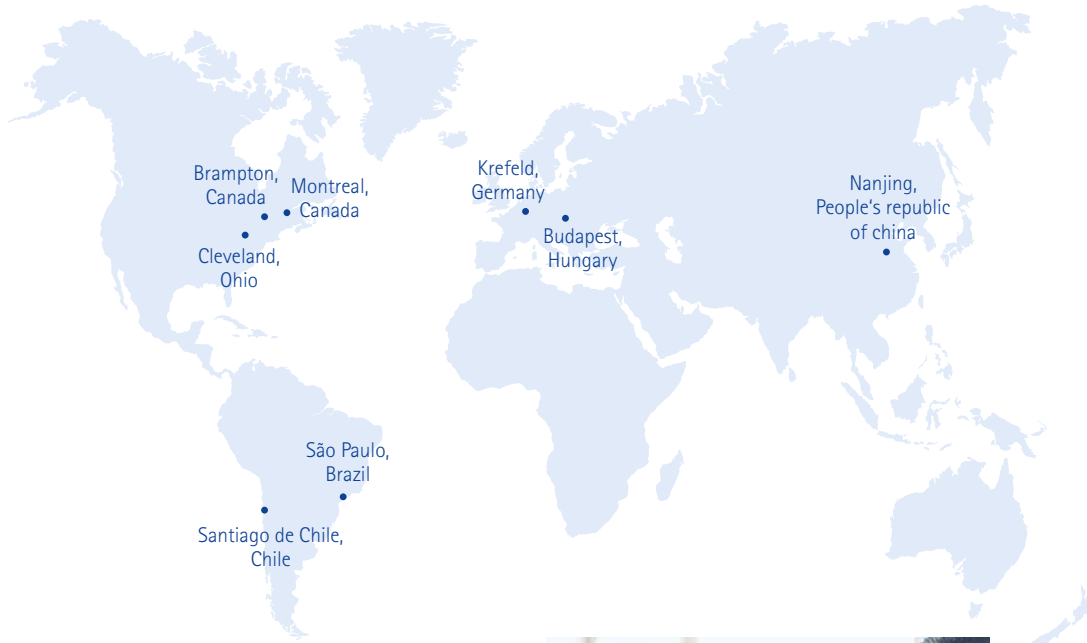 Brampton,
Canada
Montreal,
Canada
Cleveland,
Ohio
Krefeld,
Germany
Budapest,
Hungary
Nanjing,
People's republic
of china
São Paulo,
Brazil
Santiago de Chile,
Chile